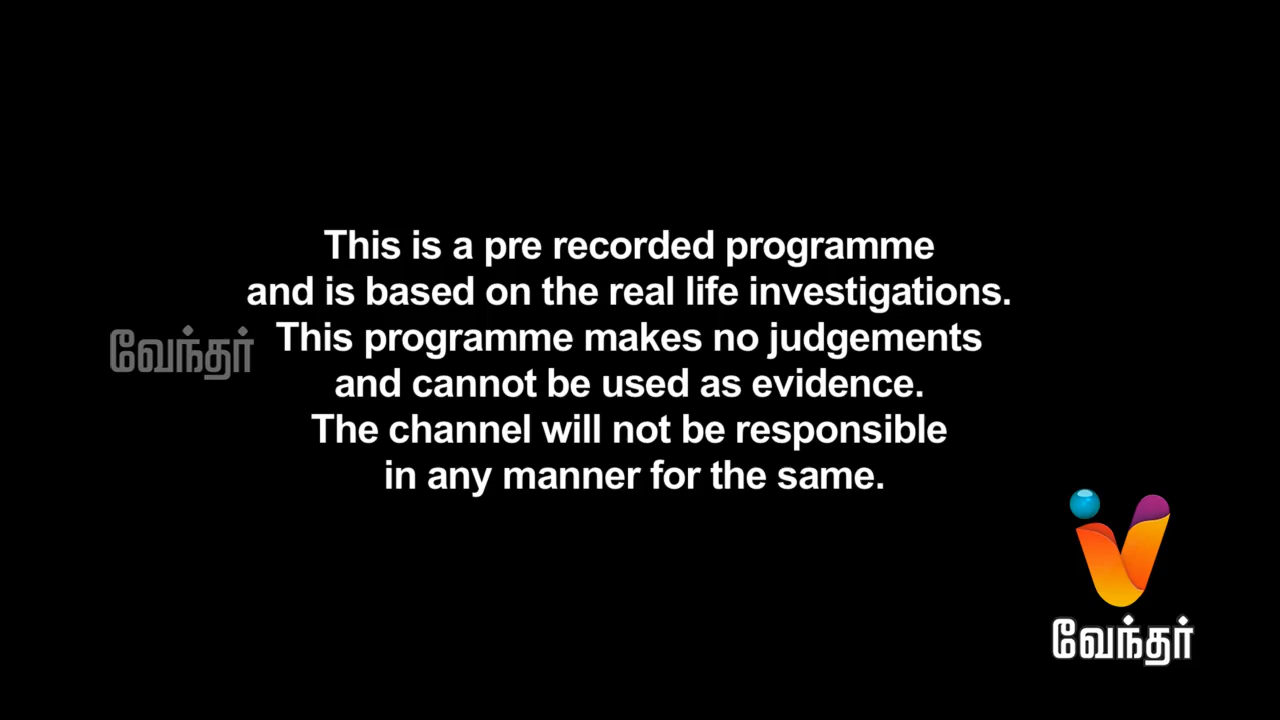 This is a pre recorded programme
and is based on the real life investigations.
வேந்தர்
This programme makes no judgements
and cannot be used as evidence.
The channel will not be responsible
in any manner for the same.
வேந்தர்